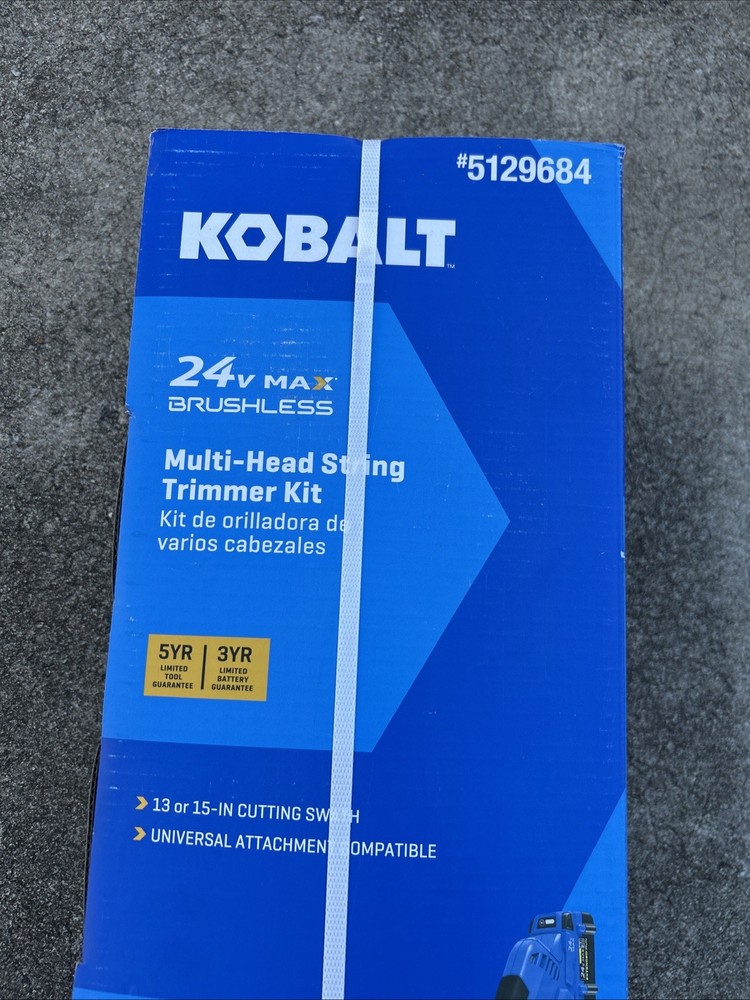 #5129684
KOBALT™
24V MAX*
BRUSHLESS
Multi-Head String
Trimmer Kit
Kit de orilladora de
varios cabezales
5YR
LIMITED
TOOL
GUARANTEE
3YR
LIMITED
BATTERY
GUARANTEE
13 or 15-IN CUTTING SWATH
UNIVERSAL ATTACHMENT COMPATIBLE